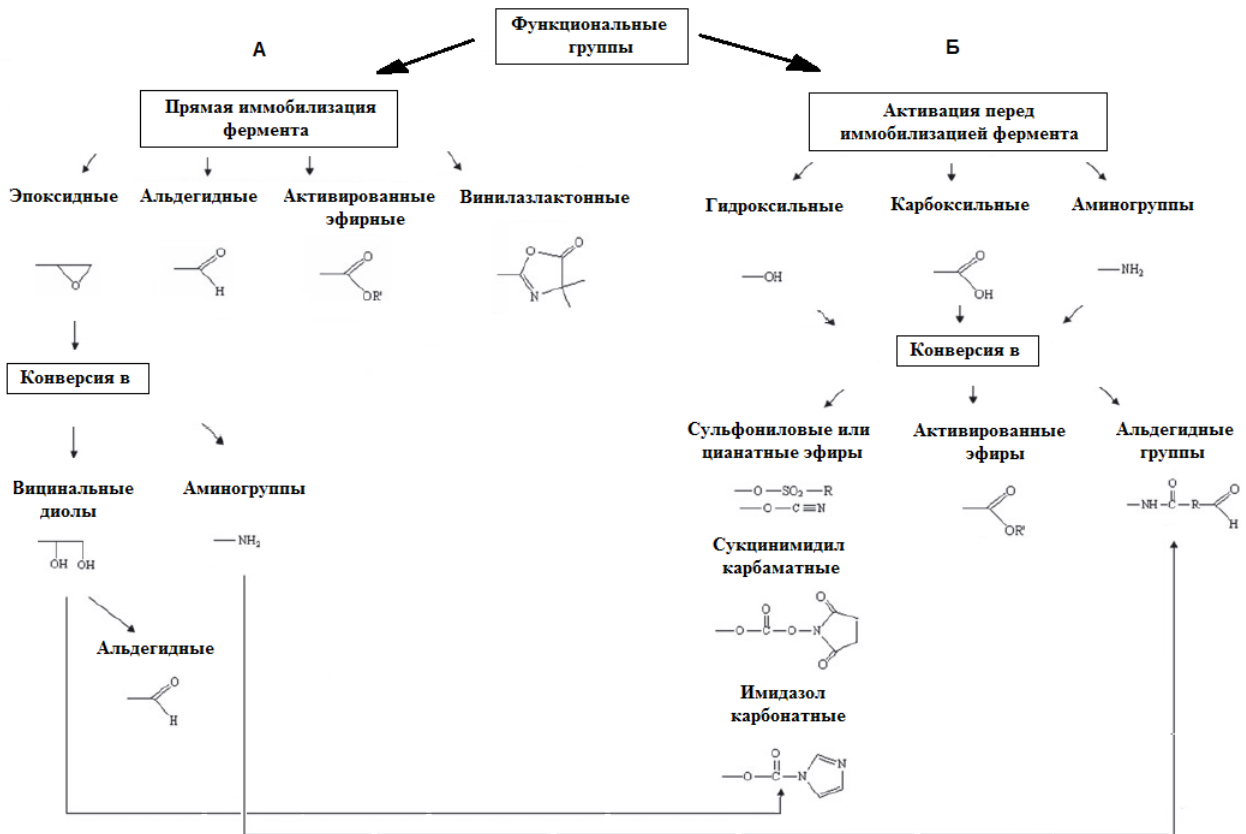 Функциональные
группы
А
Б
Прямая иммобилизация
фермента
Активация перед
иммобилизацией фермента
Эпоксидные
Альдегидные
Активированные
эфирные
Винилазлактонные
Гидроксильные
Карбоксильные
Аминогруппы
O
O
H
O
OR'
O
O
N
—OH
O
OH
—NH₂
Конверсия в
Конверсия в
Вицинальные
диолы
Аминогруппы
OH OH
—NH₂
Альдегидные
O
H
Сульфониловые или
цианатные эфиры
—O—SO₂—R
—O—C≡N
Активированные
эфиры
O
OR'
Альдегидные
группы
O
O
—NH—C—R
H
Сукцинимидил
карбаматные
O
O
—O—C—O—N
O
Имидазол
карбонатные
O
—O—C—N
N